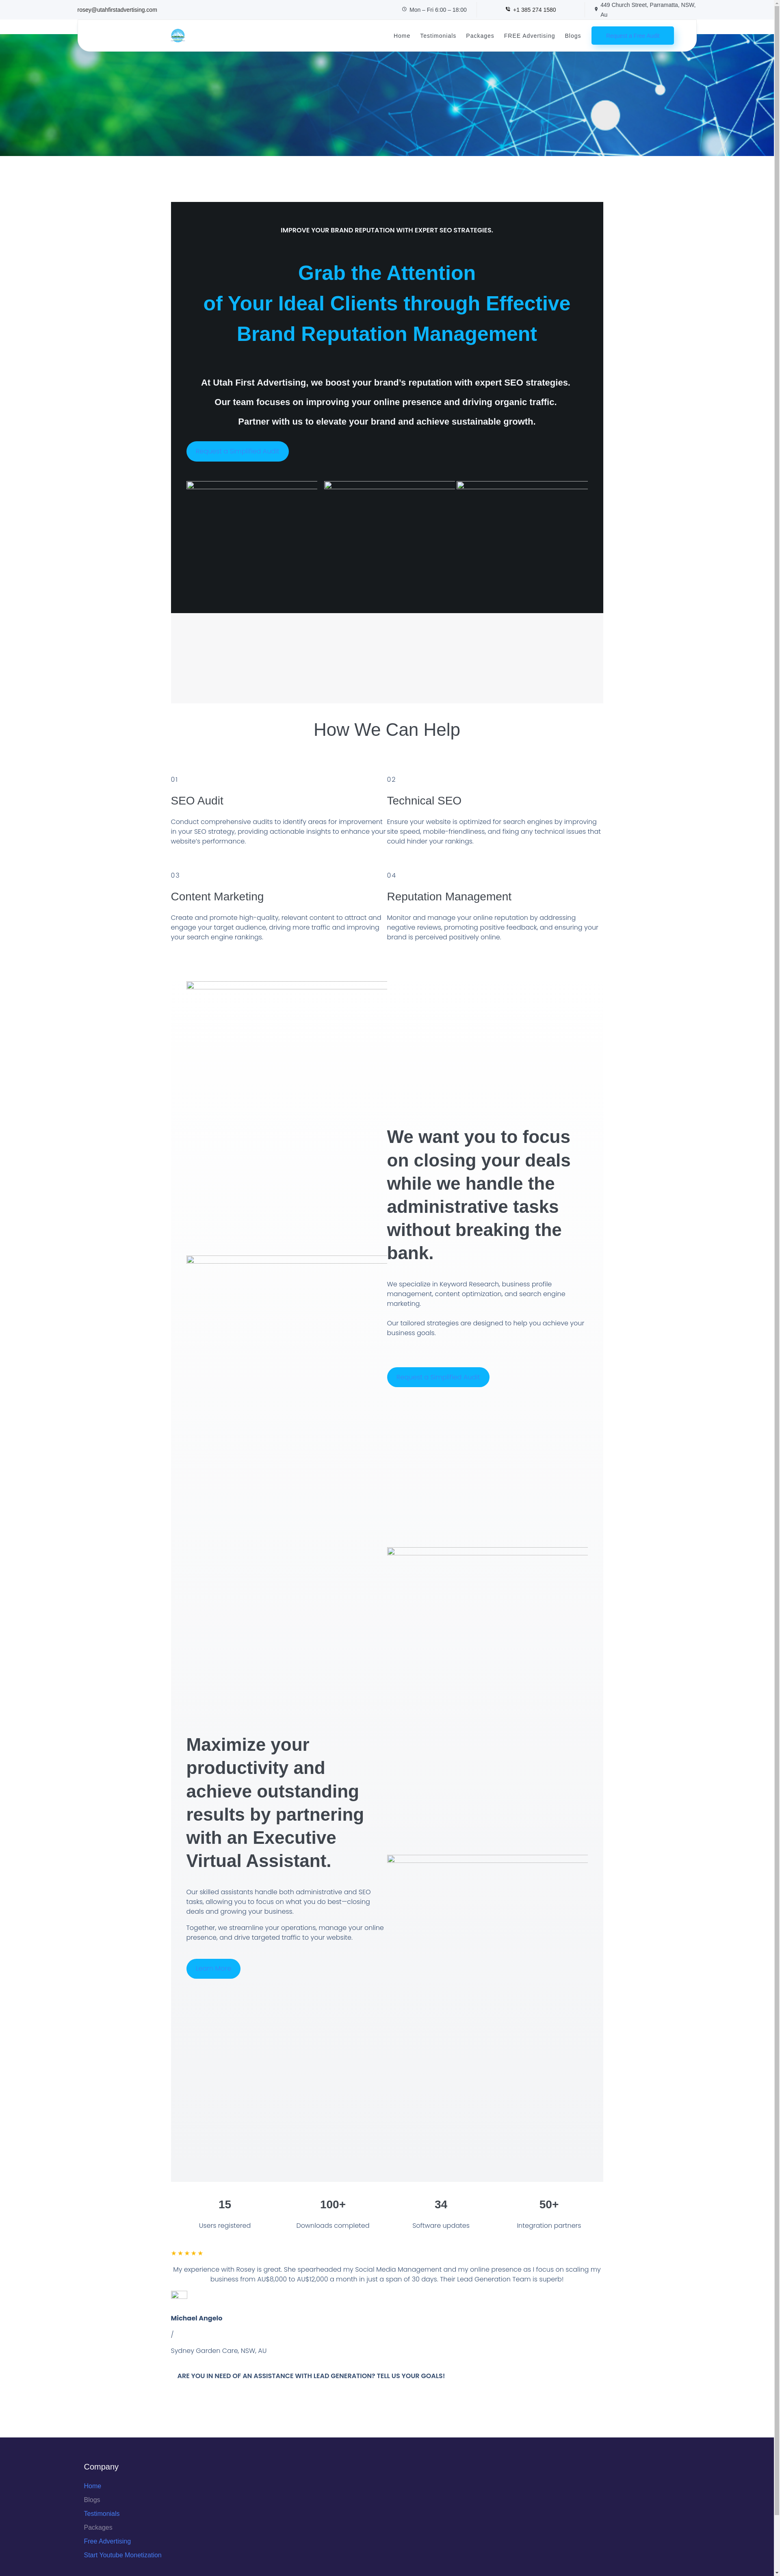 rosey@utahfirstadvertising.com
Mon – Fri 6:00 – 18:00
+1 385 274 1580
449 Church Street, Parramatta, NSW,
Au
Home
Testimonials
Packages
FREE Advertising
Blogs
IMPROVE YOUR BRAND REPUTATION WITH EXPERT SEO STRATEGIES.
Grab the Attention
of Your Ideal Clients through Effective
Brand Reputation Management
At Utah First Advertising, we boost your brand's reputation with expert SEO strategies.
Our team focuses on improving your online presence and driving organic traffic.
Partner with us to elevate your brand and achieve sustainable growth.
How We Can Help
01
SEO Audit
Conduct comprehensive audits to identify areas for improvement
in your SEO strategy, providing actionable insights to enhance your
website's performance.
02
Technical SEO
Ensure your website is optimized for search engines by improving
site speed, mobile-friendliness, and fixing any technical issues that
could hinder your rankings.
03
Content Marketing
Create and promote high-quality, relevant content to attract and
engage your target audience, driving more traffic and improving
your search engine rankings.
04
Reputation Management
Monitor and manage your online reputation by addressing
negative reviews, promoting positive feedback, and ensuring your
brand is perceived positively online.
We want you to focus
on closing your deals
while we handle the
administrative tasks
without breaking the
bank.
We specialize in Keyword Research, business profile
management, content optimization, and search engine
marketing.
Our tailored strategies are designed to help you achieve your
business goals.
Maximize your
productivity and
achieve outstanding
results by partnering
with an Executive
Virtual Assistant.
Our skilled assistants handle both administrative and SEO
tasks, allowing you to focus on what you do best—closing
deals and growing your business.
Together, we streamline your operations, manage your online
presence, and drive targeted traffic to your website.
15
Users registered
100+
Downloads completed
34
Software updates
50+
Integration partners
★★★★★
My experience with Rosey is great. She spearheaded my Social Media Management and my online presence as i focus on scaling my
business from AU$8,000 to AU$12,000 a month in just a span of 30 days. Their Lead Generation Team is superb!
Michael Angelo
/
Sydney Garden Care, NSW, AU
ARE YOU IN NEED OF AN ASSISTANCE WITH LEAD GENERATION? TELL US YOUR GOALS!
Company
Home
Blogs
Testimonials
Packages
Free Advertising
Start Youtube Monetization